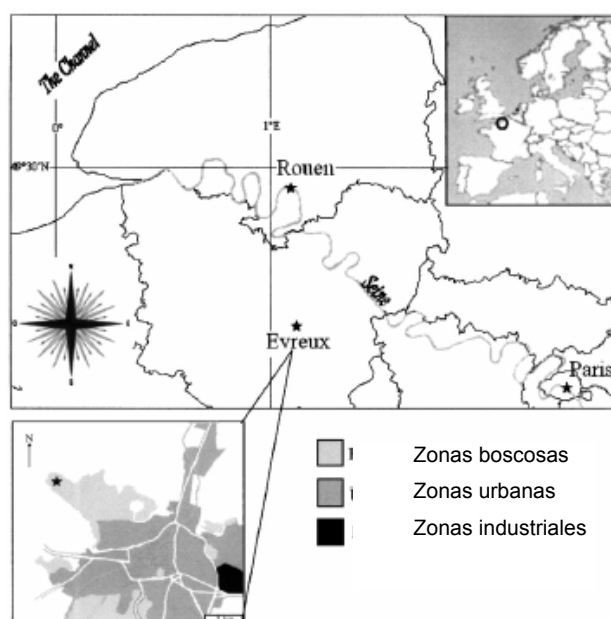 The Channel
0°
1°E
49°30'N
Rouen
Seine
Evreux
Paris
N
Zonas boscosas
Zonas urbanas
Zonas industriales